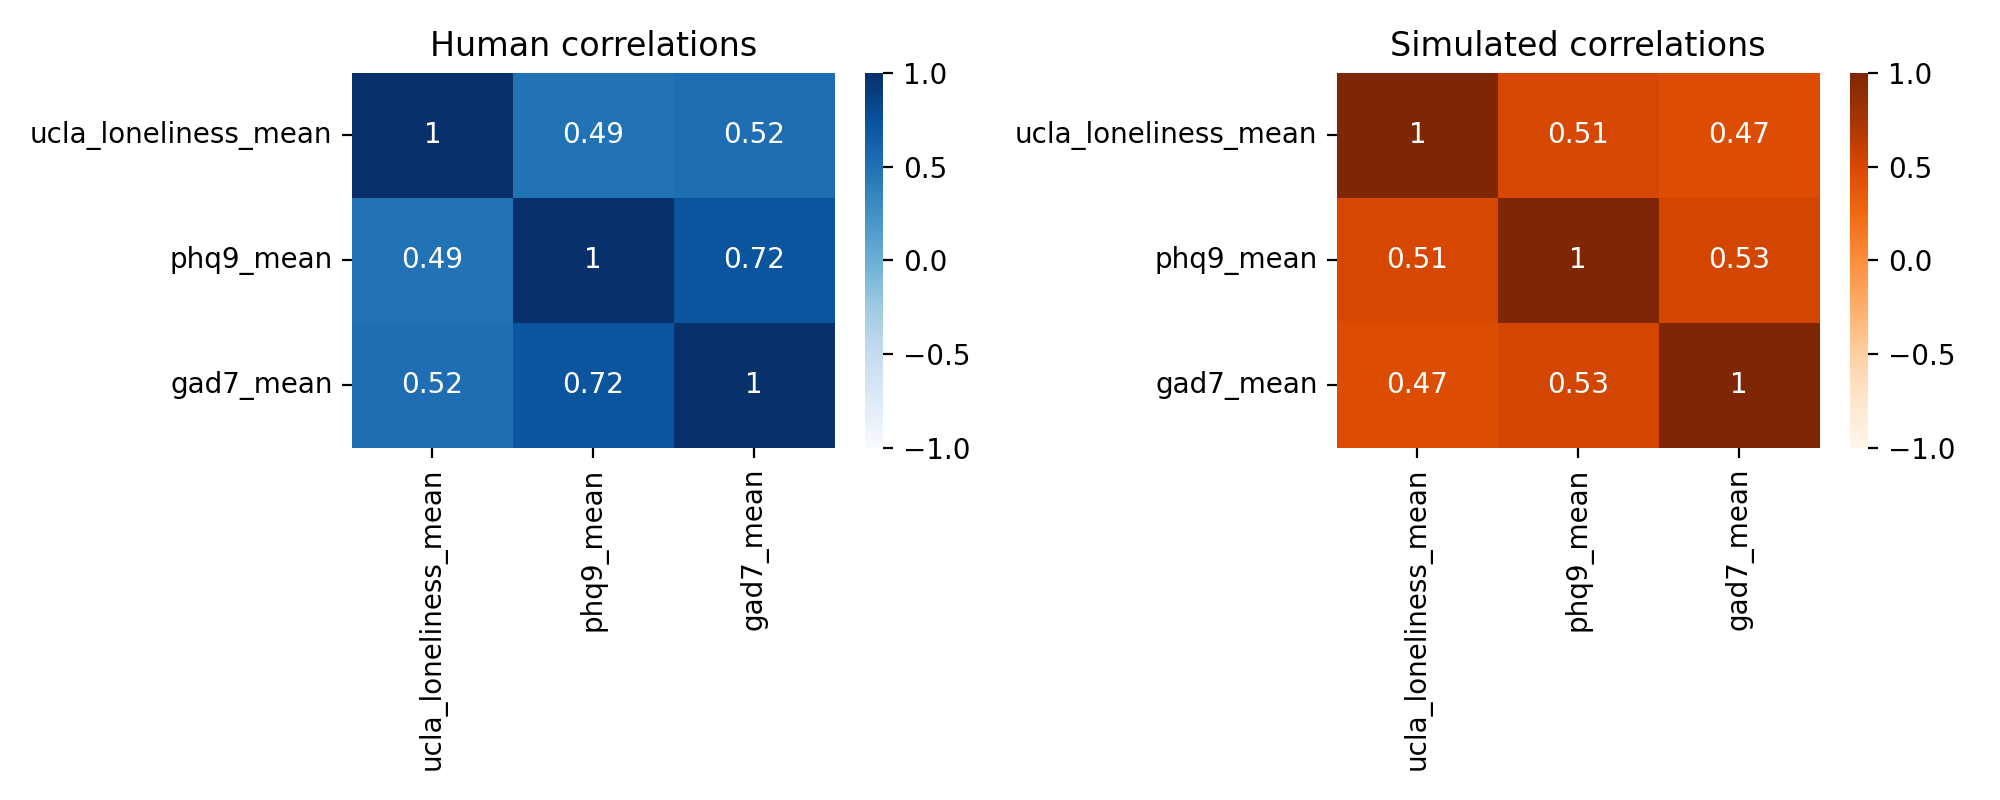 Human correlations
ucla_loneliness_mean
phq9_mean
gad7_mean
1 0.49 0.52
0.49 1 0.72
0.52 0.72 1
ucla_loneliness_mean
phq9_mean
gad7_mean
1.0
0.5
0.0
−0.5
−1.0
Simulated correlations
ucla_loneliness_mean
phq9_mean
gad7_mean
1 0.51 0.47
0.51 1 0.53
0.47 0.53 1
ucla_loneliness_mean
phq9_mean
gad7_mean
1.0
0.5
0.0
−0.5
−1.0